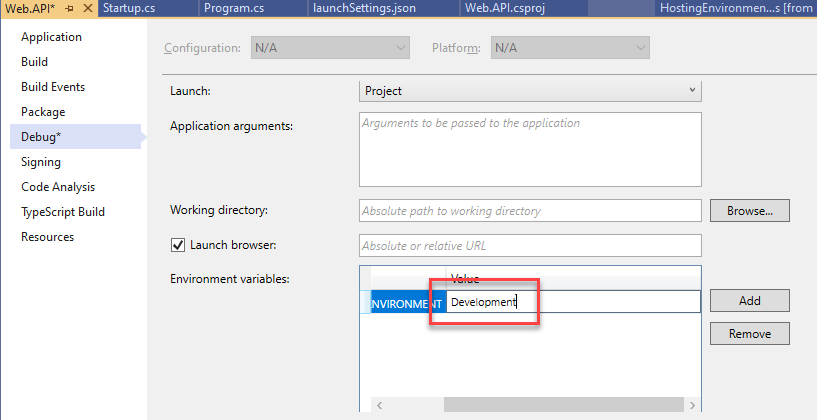 Web.API* Startup.cs Program.cs launchSettings.json Web.API.csproj HostingEnvironmen...s [from
Application
Build
Build Events
Package
Debug*
Signing
Code Analysis
TypeScript Build
Resources
Configuration: N/A Platform: N/A
Launch: Project
Application arguments: Arguments to be passed to the application
Working directory: Absolute path to working directory Browse...
Launch browser: Absolute or relative URL
Environment variables: Value
NVIRONMENT Development Add
Remove